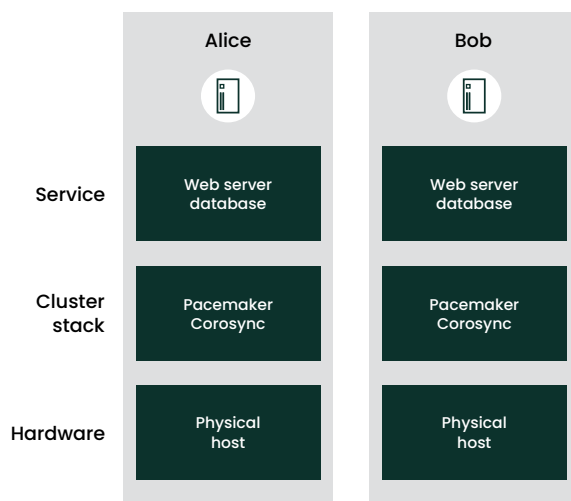 Alice
Bob
Service
Web server
database
Web server
database
Cluster
stack
Pacemaker
Corosync
Pacemaker
Corosync
Hardware
Physical
host
Physical
host